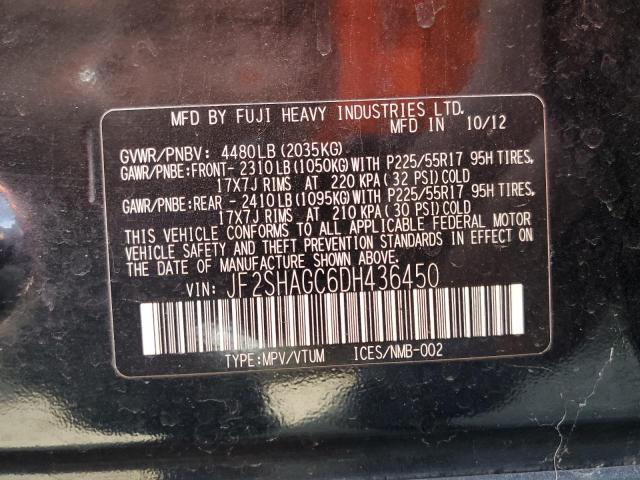 MFD BY FUJI HEAVY INDUSTRIES LTD.
MFD IN 10/12
GVWR/PNBV: 4480LB(2035KG)
GAWR/PNBE:FRONT- 2310LB(1050KG)WITH P225/55R17 95H TIRES,
17X7J RIMS AT 220 KPA(32 PSI)COLD
GAWR/PNBE:REAR - 2410LB(1095KG)WITH P225/55R17 95H TIRES,
17X7J RIMS AT 210 KPA(30 PSI)COLD
THIS VEHICLE CONFORMS TO ALL APPLICABLE FEDERAL MOTOR
VEHICLE SAFETY AND THEFT PREVENTION STANDARDS IN EFFECT ON
THE DATE OF MANUFACTURE SHOWN ABOVE.
VIN: JF2SHAGC6DH436450
TYPE:MPV/VTUM ICES/NMB-002